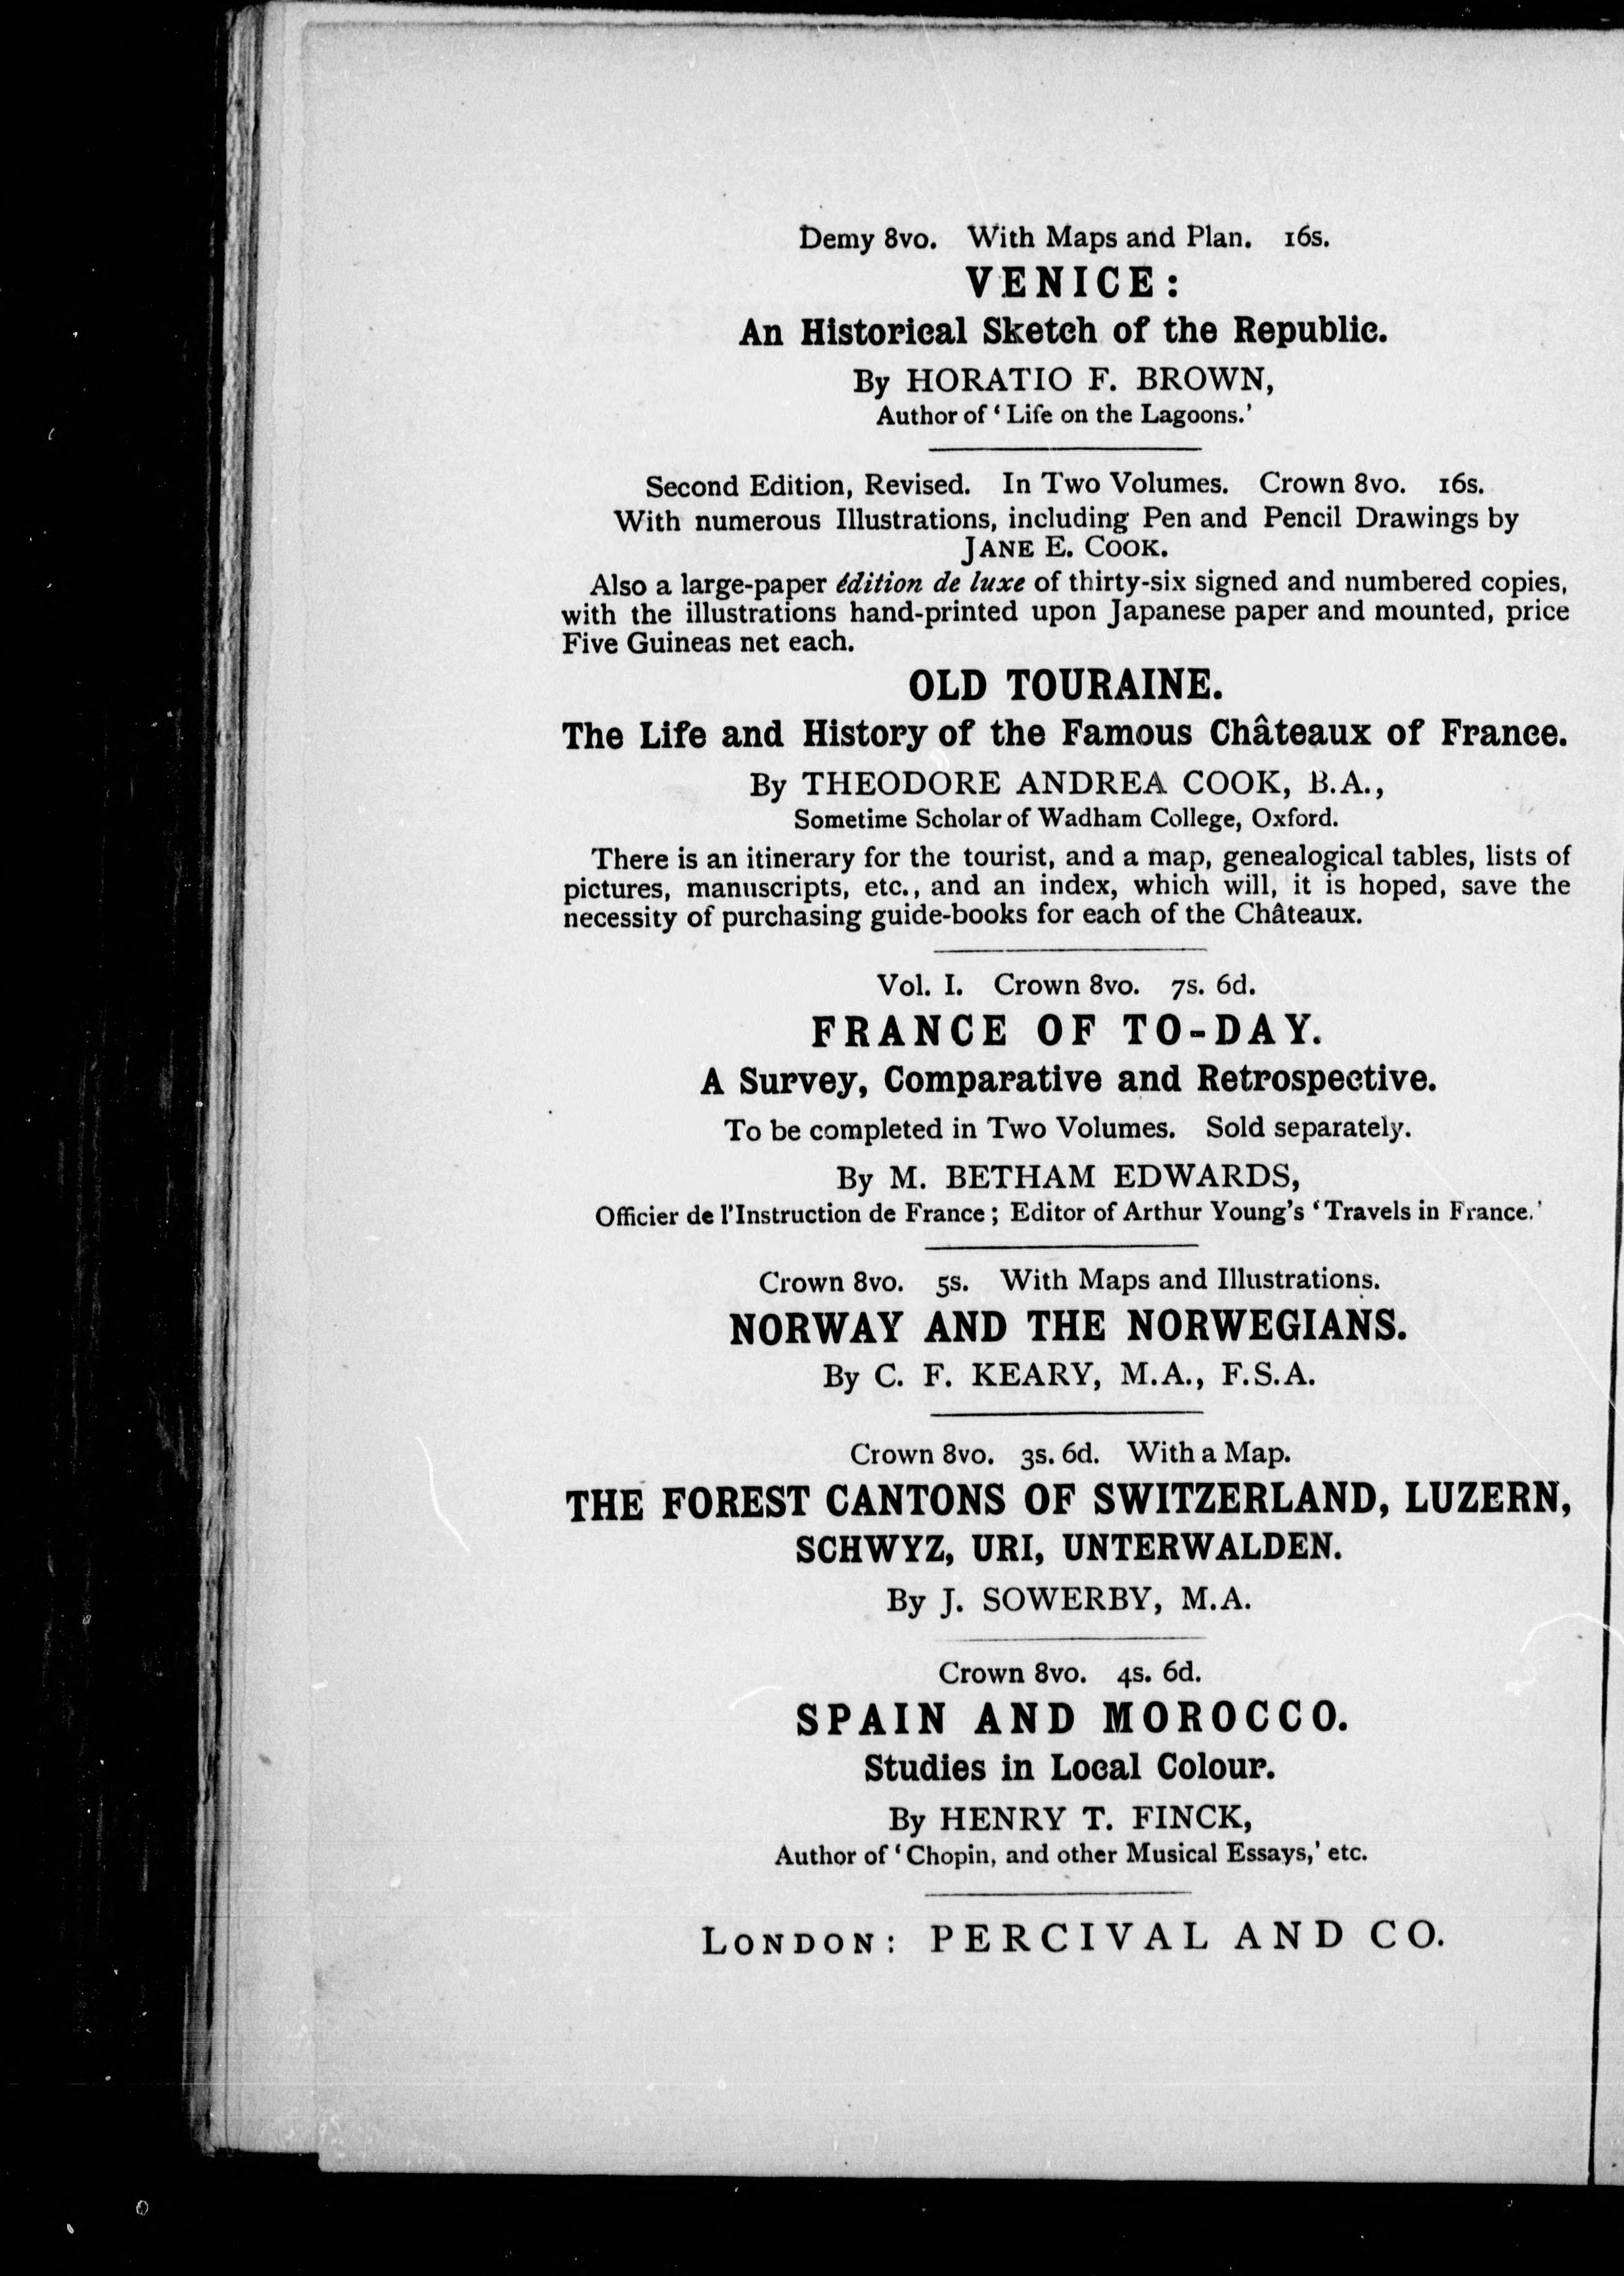 Demy 8vo. With Maps and Plan. 16s.
VENICE:
An Historical Sketch of the Republic.
By HORATIO F. BROWN,
Author of ‘Life on the Lagoons.’
Second Edition, Revised. In Two Volumes. Crown 8vo. 16s.
With numerous Illustrations, including Pen and Pencil Drawings by
JANE E. COOK.
Also a large-paper édition de luxe of thirty-six signed and numbered copies,
with the illustrations hand-printed upon Japanese paper and mounted, price
Five Guineas net each.
OLD TOURAINE.
The Life and History of the Famous Châteaux of France.
By THEODORE ANDREA COOK, B.A.,
Sometime Scholar of Wadham College, Oxford.
There is an itinerary for the tourist, and a map, genealogical tables, lists of
pictures, manuscripts, etc., and an index, which will, it is hoped, save the
necessity of purchasing guide-books for each of the Châteaux.
Vol. I. Crown 8vo. 7s. 6d.
FRANCE OF TO-DAY.
A Survey, Comparative and Retrospective.
To be completed in Two Volumes. Sold separately.
By M. BETHAM EDWARDS,
Officier de l'Instruction de France; Editor of Arthur Young's ‘Travels in France.’
Crown 8vo. 5s. With Maps and Illustrations.
NORWAY AND THE NORWEGIANS.
By C. F. KEARY, M.A., F.S.A.
Crown 8vo. 3s. 6d. With a Map.
THE FOREST CANTONS OF SWITZERLAND, LUZERN,
SCHWYZ, URI, UNTERWALDEN.
By J. SOWERBY, M.A.
Crown 8vo. 4s. 6d.
SPAIN AND MOROCCO.
Studies in Local Colour.
By HENRY T. FINCK,
Author of ‘Chopin, and other Musical Essays,’ etc.
LONDON: PERCIVAL AND CO.